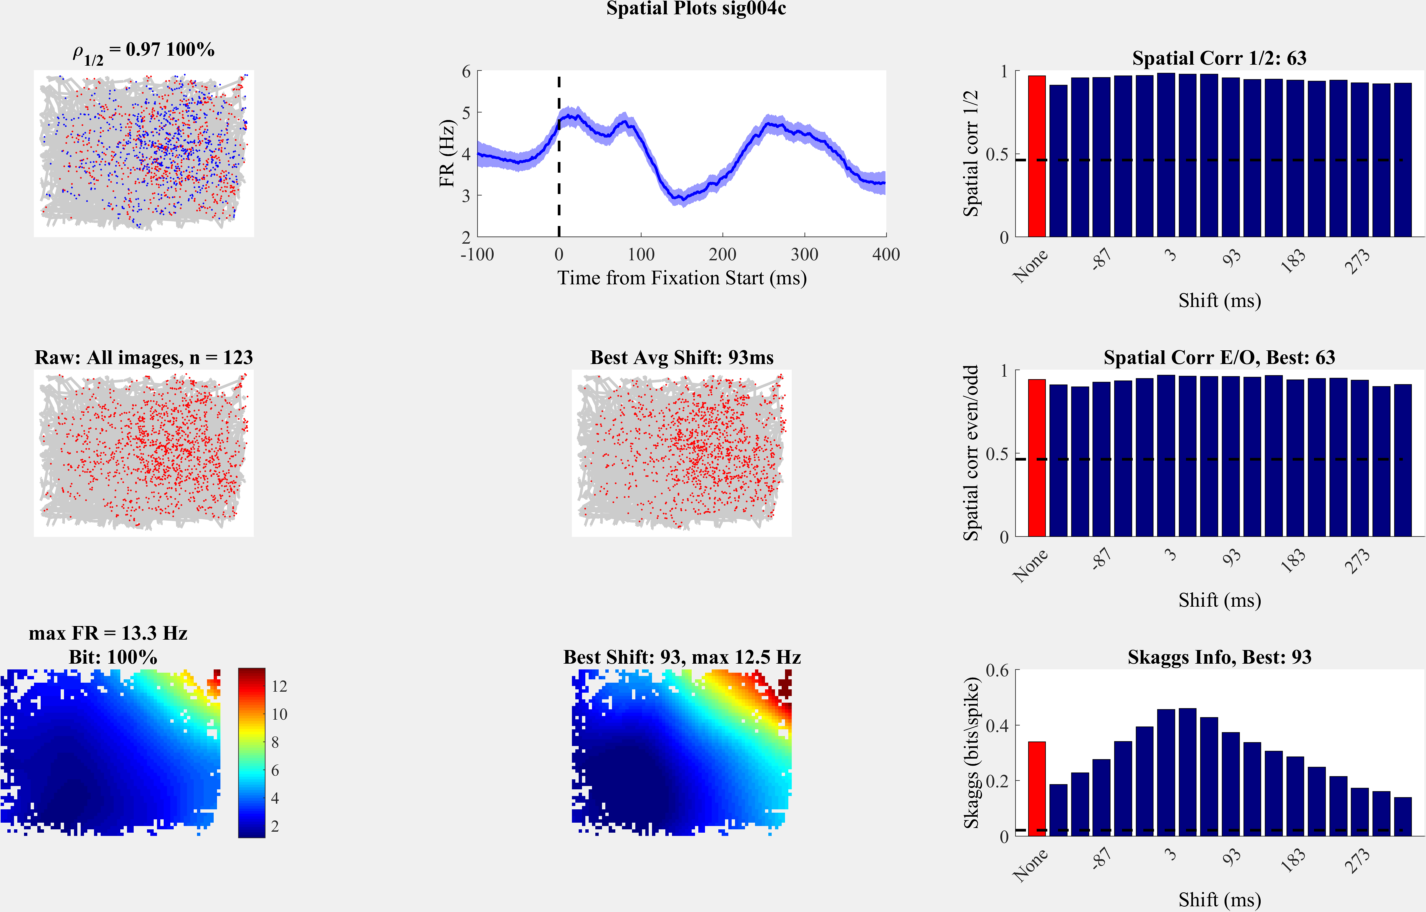 Spatial Plots sig004c
ρ1/2 = 0.97 100%
FR (Hz)
6
5
4
3
2
-100
0
100
200
300
400
Time from Fixation Start (ms)
Spatial Corr 1/2: 63
Spatial corr 1/2
1
0.5
0
None
-87
3
93
183
273
Shift (ms)
Raw: All images, n = 123
Best Avg Shift: 93ms
Spatial Corr E/O, Best: 63
Spatial corr even/odd
1
0.5
0
None
-87
3
93
183
273
Shift (ms)
max FR = 13.3 Hz
Bit: 100%
12
10
8
6
4
2
Best Shift: 93, max 12.5 Hz
Skaggs Info, Best: 93
Skaggs (bits\spike)
0.6
0.4
0.2
0
None
-87
3
93
183
273
Shift (ms)